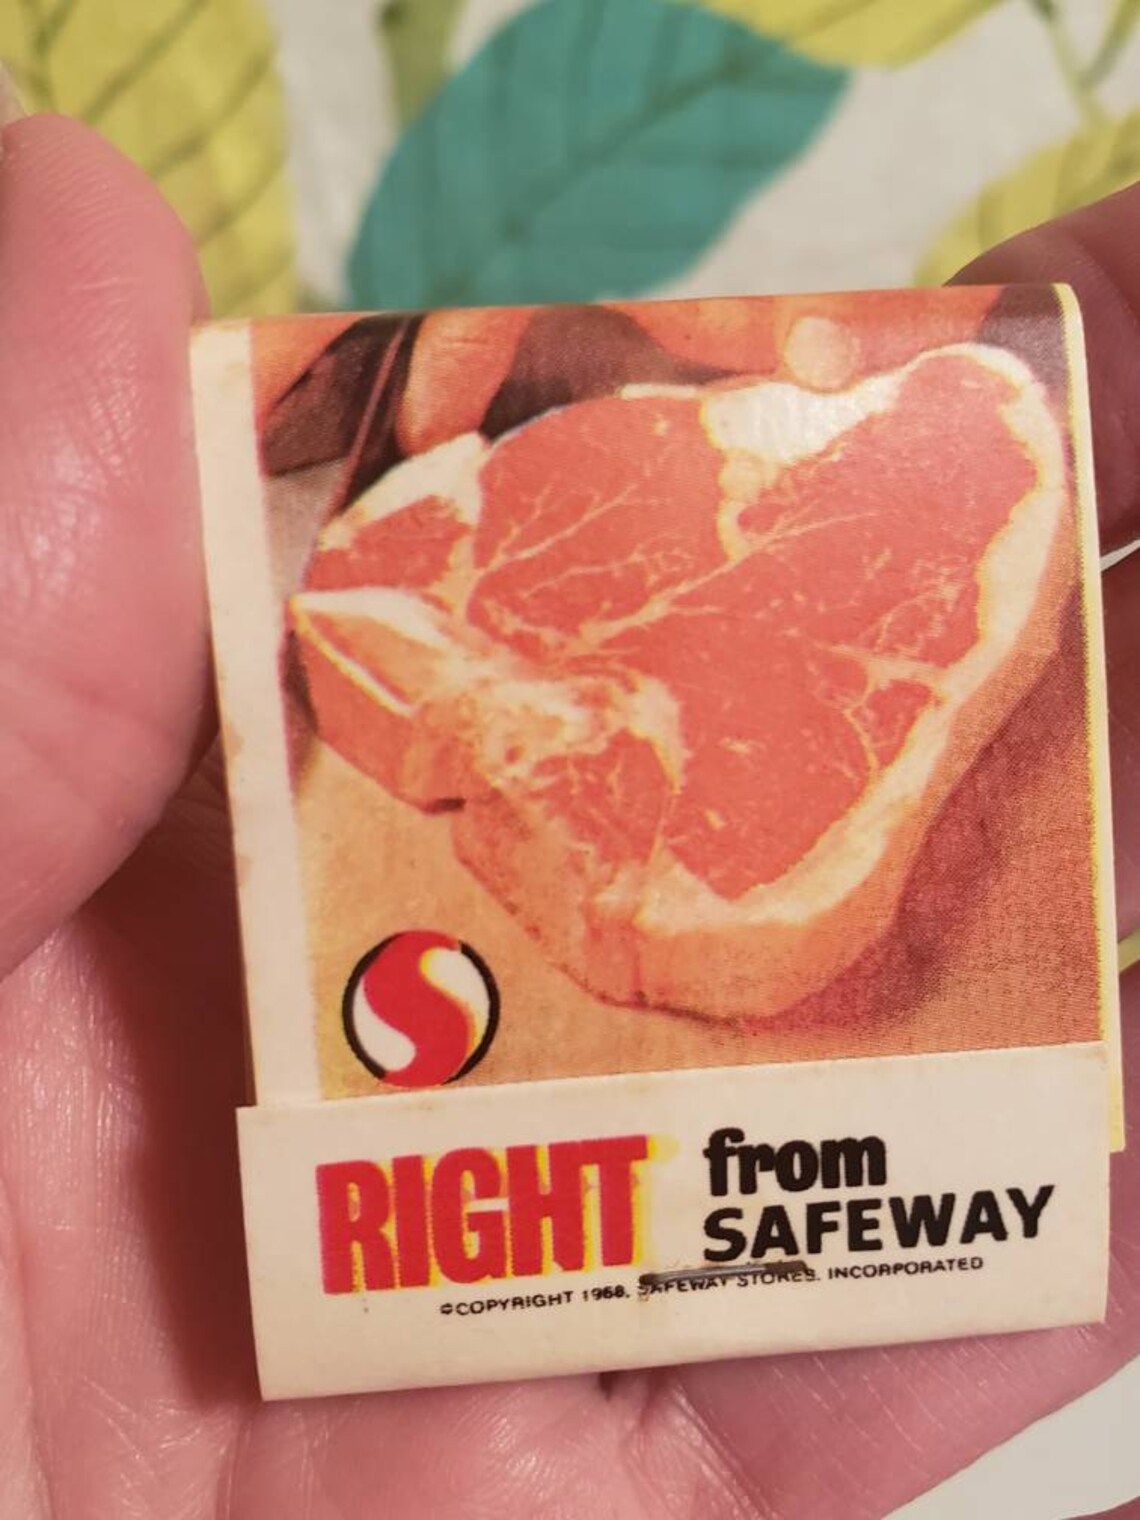 S
RIGHT from
SAFEWAY
©COPYRIGHT 1968, SAFEWAY STORES, INCORPORATED